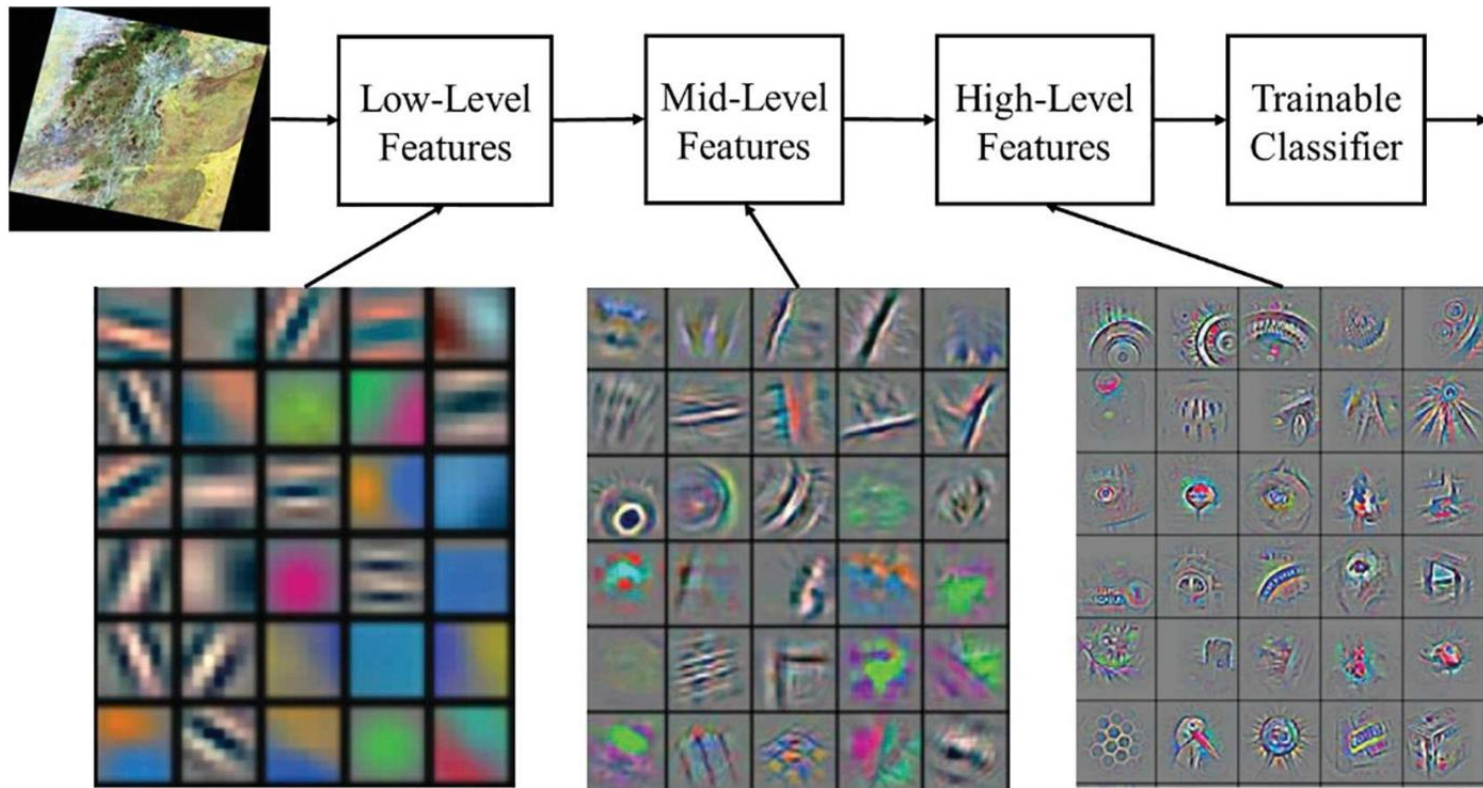 Low-Level
Features
Mid-Level
Features
High-Level
Features
Trainable
Classifier